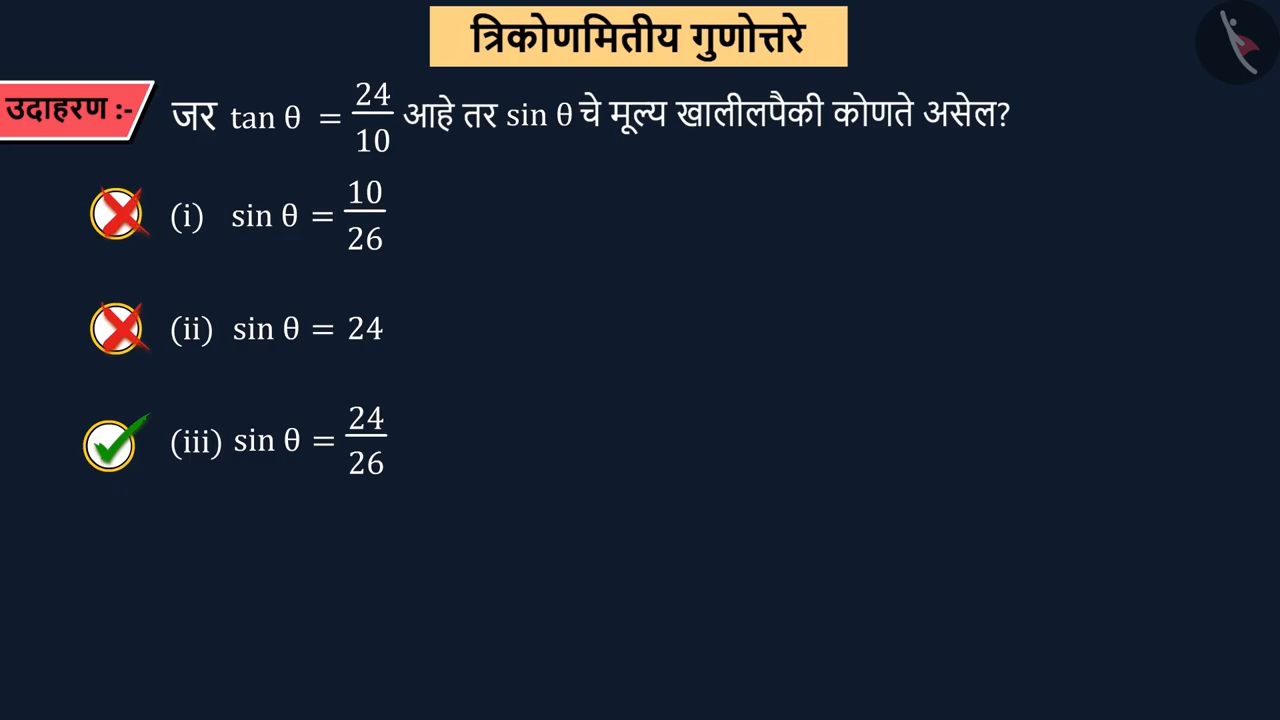 त्रिकोणमितीय गुणोत्तरे
उदाहरण :-
जर tan θ = 24/10 आहे तर sin θ चे मूल्य खालीलपैकी कोणते असेल?
(i) sin θ = 10/26
(ii) sin θ = 24
(iii) sin θ = 24/26